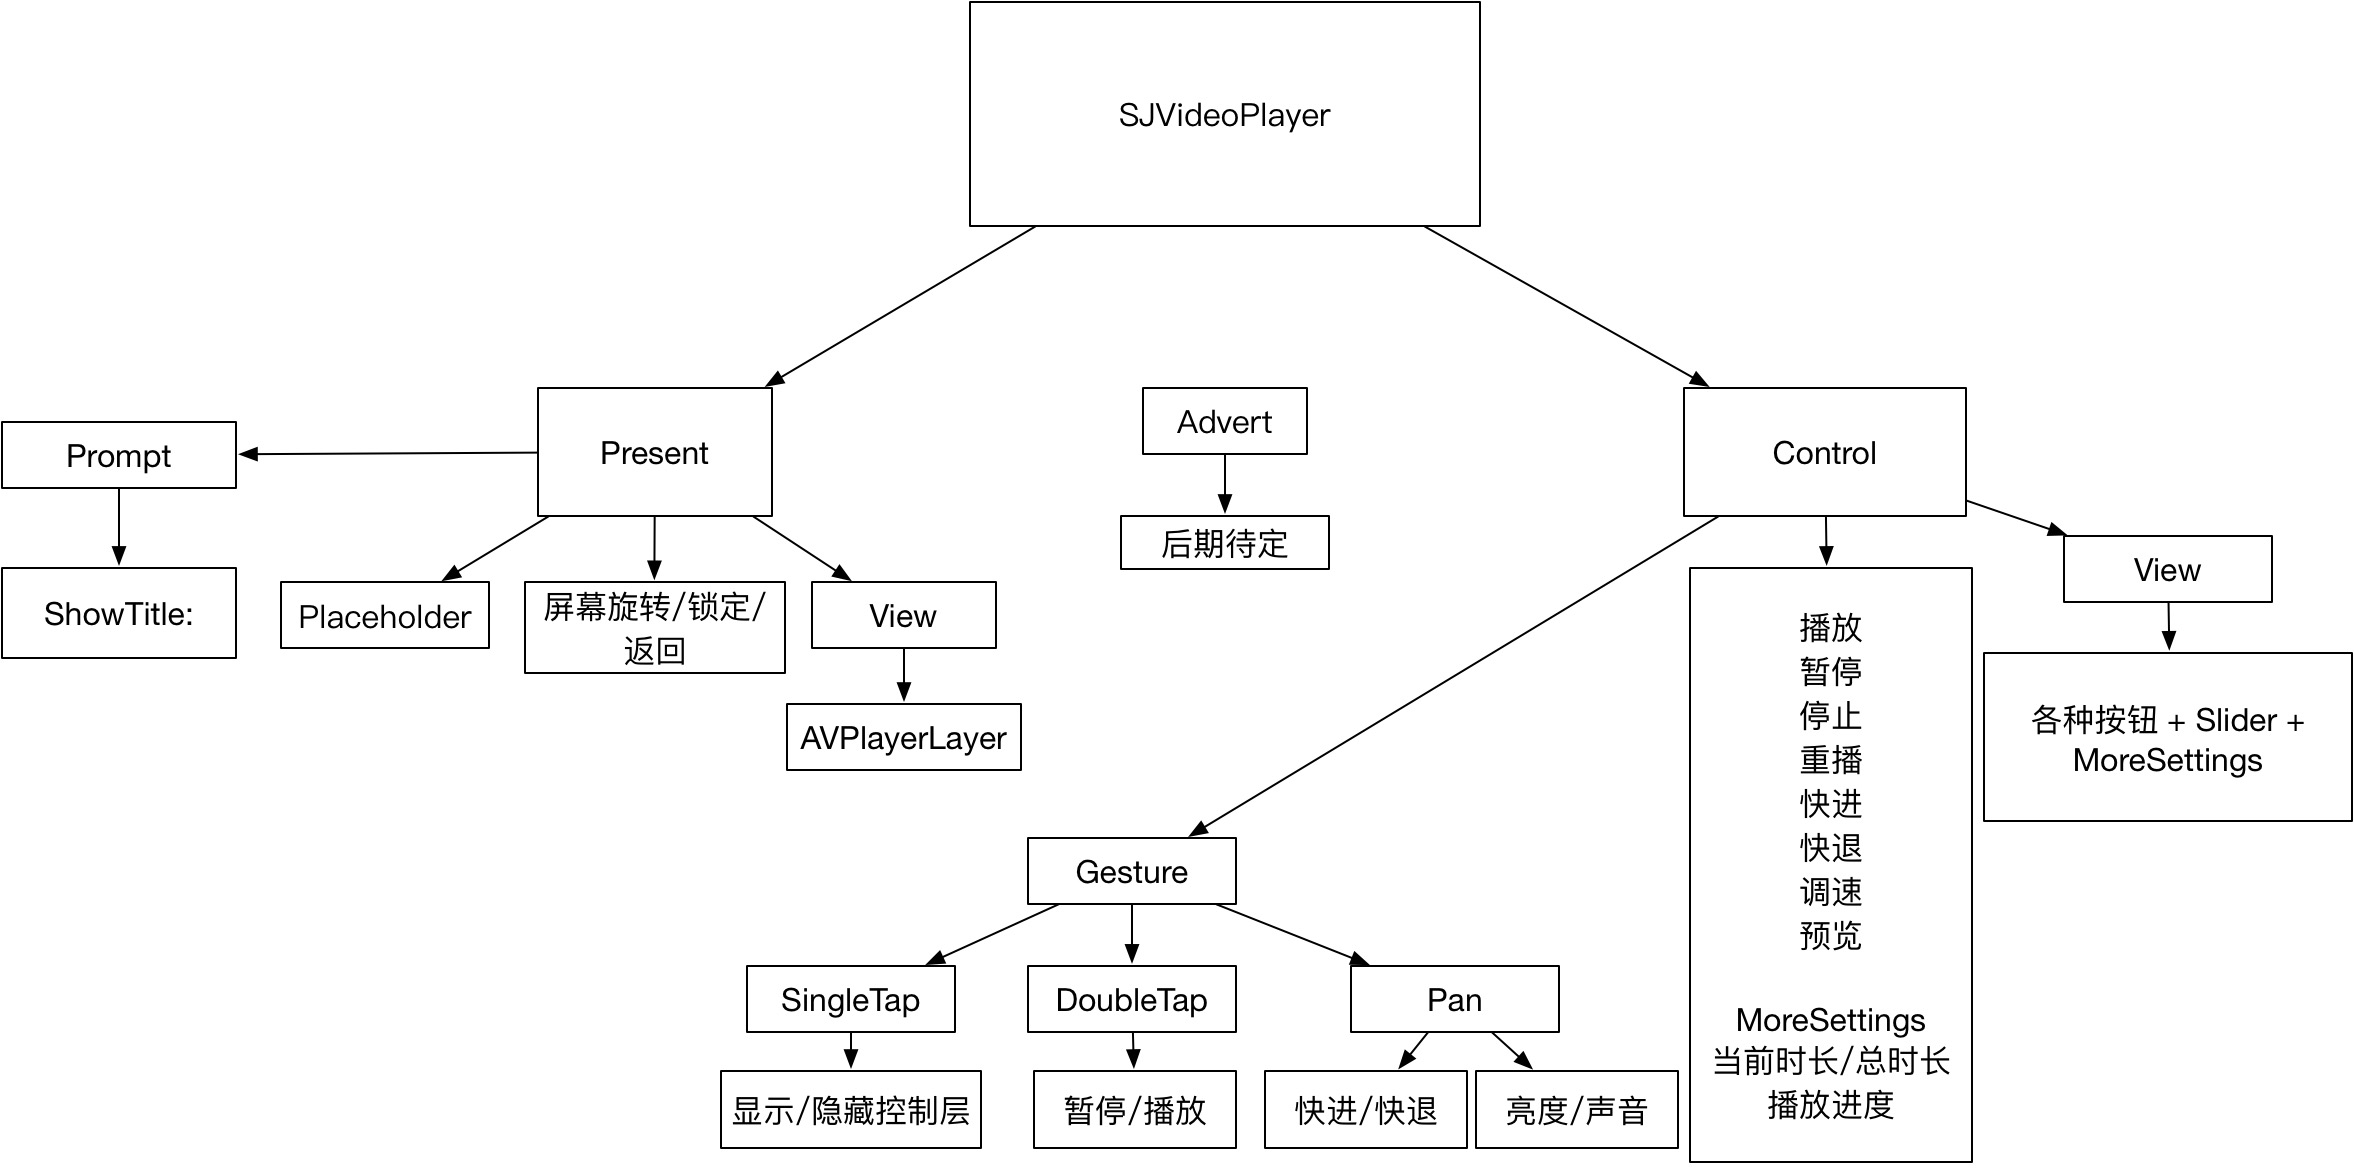 SJVideoPlayer
Prompt
Present
Advert
Control
ShowTitle:
Placeholder
屏幕旋转/锁定/
返回
View
AVPlayerLayer
后期待定
View
各种按钮 + Slider +
MoreSettings
播放
暂停
停止
重播
快进
快退
调速
预览
MoreSettings
当前时长/总时长
播放进度
Gesture
SingleTap
DoubleTap
Pan
显示/隐藏控制层
暂停/播放
快进/快退
亮度/声音